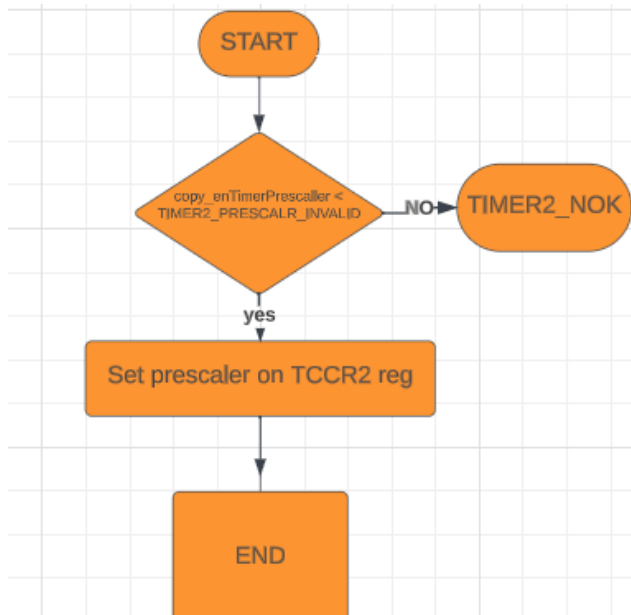 START
copy_enTimerPrescaller <
TIMER2_PRESCALR_INVALID
NO
TIMER2_NOK
yes
Set prescaler on TCCR2 reg
END